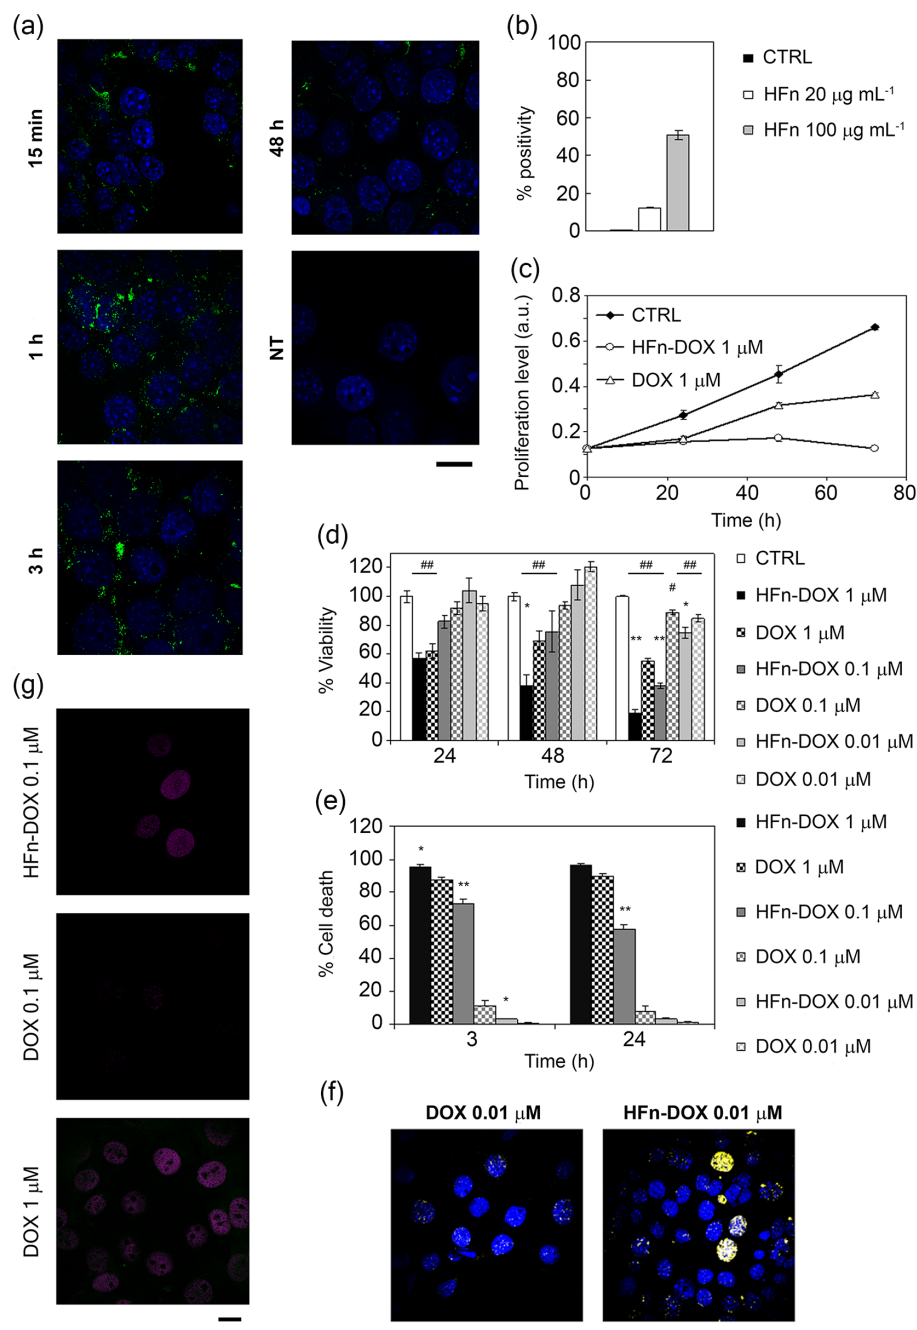 (a)
15 min
1 h
3 h
48 h
NT
(b)
% positivity
100
80
60
40
20
0
CTRL
HFn 20 μg mL-1
HFn 100 μg mL-1
(c)
Proliferation level (a.u.)
0.8
0.6
0.4
0.2
0
0
20
40
60
80
Time (h)
CTRL
HFn-DOX 1 μM
DOX 1 μM
(d)
% Viability
120
100
80
60
40
20
0
##
##
*
##
**
**
#
##
*
24
48
72
Time (h)
CTRL
HFn-DOX 1 μM
DOX 1 μM
HFn-DOX 0.1 μM
DOX 0.1 μM
HFn-DOX 0.01 μM
DOX 0.01 μM
(e)
% Cell death
120
100
80
60
40
20
0
*
**
*
**
3
24
Time (h)
HFn-DOX 1 μM
DOX 1 μM
HFn-DOX 0.1 μM
DOX 0.1 μM
HFn-DOX 0.01 μM
DOX 0.01 μM
(f)
DOX 0.01 μM
HFn-DOX 0.01 μM
(g)
HFn-DOX 0.1 μM
DOX 0.1 μM
DOX 1 μM